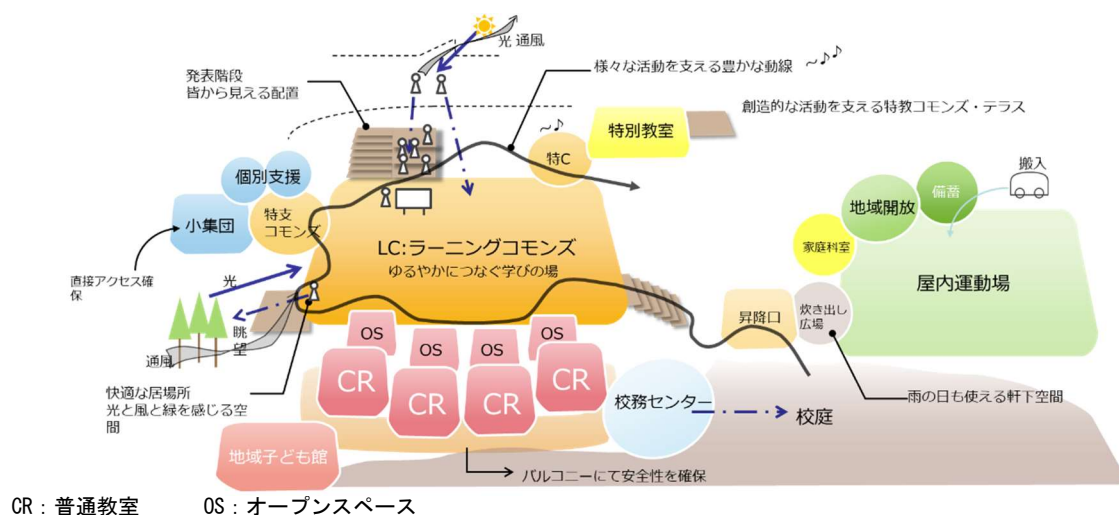 光 通風
発表階段
皆から見える配置
様々な活動を支える豊かな動線
～♪♪
創造的な活動を支える特教コモンズ・テラス
特別教室
～♪
特C
個別支援
小集団
特支
コモンズ
直接アクセス確
保
LC:ラーニングコモンズ
ゆるやかにつなぐ学びの場
搬入
備蓄
地域開放
家庭科室
屋内運動場
光
眺望
通風
昇降口
炊き出し
広場
OS
OS
OS
OS
CR
CR
CR
CR
快適な居場所
光と風と緑を感じる空
間
校務センター
校庭
雨の日も使える軒下空間
地域子ども館
バルコニーにて安全性を確保
CR：普通教室 OS：オープンスペース